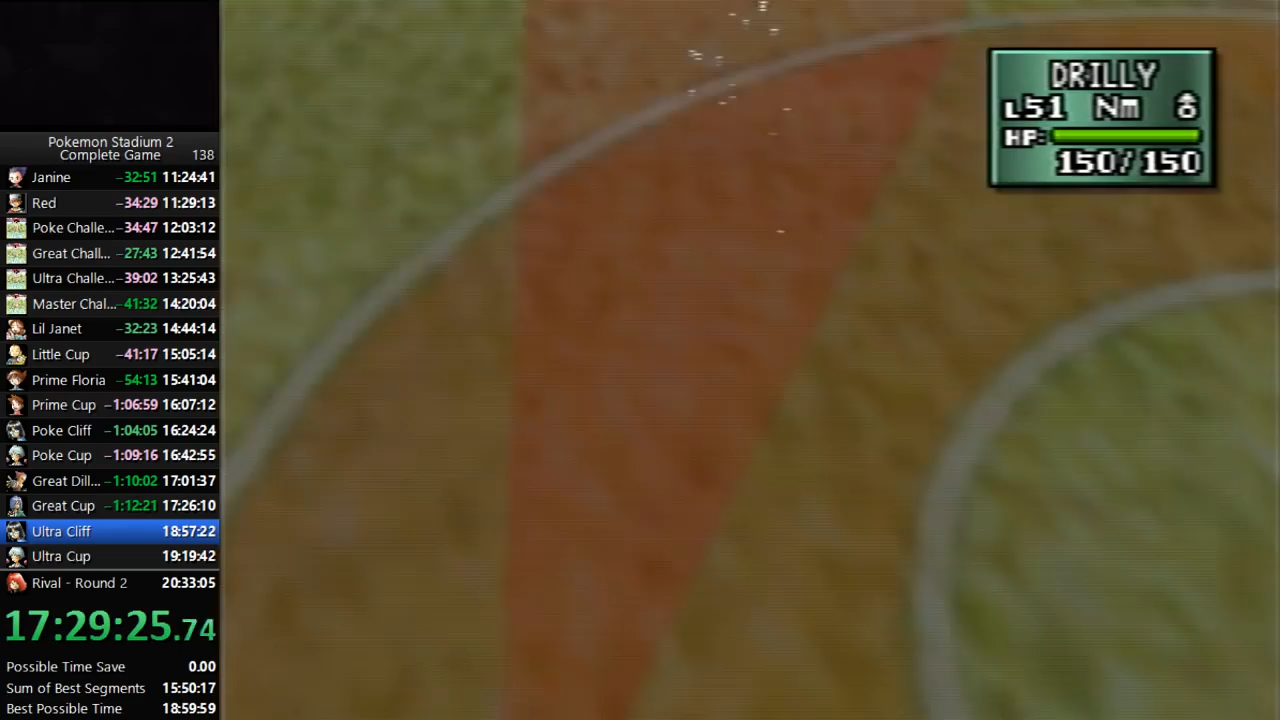 Pokemon Stadium 2
Complete Game 138
Janine -32:51 11:24:41
Red -34:29 11:29:13
Poke Challe... -34:47 12:03:12
Great Chall... -27:43 12:41:54
Ultra Challe... -39:02 13:25:43
Master Chal... -41:32 14:20:04
Lil Janet -32:23 14:44:14
Little Cup -41:17 15:05:14
Prime Floria -54:13 15:41:04
Prime Cup -1:06:59 16:07:12
Poke Cliff -1:04:05 16:24:24
Poke Cup -1:09:16 16:42:55
Great Dill... -1:10:02 17:01:37
Great Cup -1:12:21 17:26:10
Ultra Cliff 18:57:22
Ultra Cup 19:19:42
Rival - Round 2 20:33:05
17:29:25.74
Possible Time Save 0.00
Sum of Best Segments 15:50:17
Best Possible Time 18:59:59
DRILLY
L51 Nm ♂
HP:
150/150